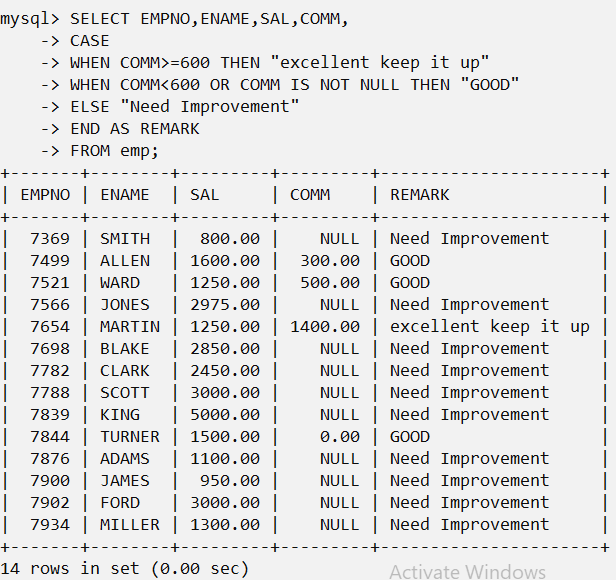 mysql> SELECT EMPNO,ENAME,SAL,COMM,
    -> CASE
    -> WHEN COMM>=600 THEN "excellent keep it up"
    -> WHEN COMM<600 OR COMM IS NOT NULL THEN "GOOD"
    -> ELSE "Need Improvement"
    -> END AS REMARK
    -> FROM emp;
+-------+--------+---------+---------+----------------------+
| EMPNO | ENAME  | SAL     | COMM    | REMARK               |
+-------+--------+---------+---------+----------------------+
|  7369 | SMITH  |  800.00 |    NULL | Need Improvement     |
|  7499 | ALLEN  | 1600.00 |  300.00 | GOOD                 |
|  7521 | WARD   | 1250.00 |  500.00 | GOOD                 |
|  7566 | JONES  | 2975.00 |    NULL | Need Improvement     |
|  7654 | MARTIN | 1250.00 | 1400.00 | excellent keep it up |
|  7698 | BLAKE  | 2850.00 |    NULL | Need Improvement     |
|  7782 | CLARK  | 2450.00 |    NULL | Need Improvement     |
|  7788 | SCOTT  | 3000.00 |    NULL | Need Improvement     |
|  7839 | KING   | 5000.00 |    NULL | Need Improvement     |
|  7844 | TURNER | 1500.00 |    0.00 | GOOD                 |
|  7876 | ADAMS  | 1100.00 |    NULL | Need Improvement     |
|  7900 | JAMES  |  950.00 |    NULL | Need Improvement     |
|  7902 | FORD   | 3000.00 |    NULL | Need Improvement     |
|  7934 | MILLER | 1300.00 |    NULL | Need Improvement     |
+-------+--------+---------+---------+----------------------+
14 rows in set (0.00 sec)
Activate Windows